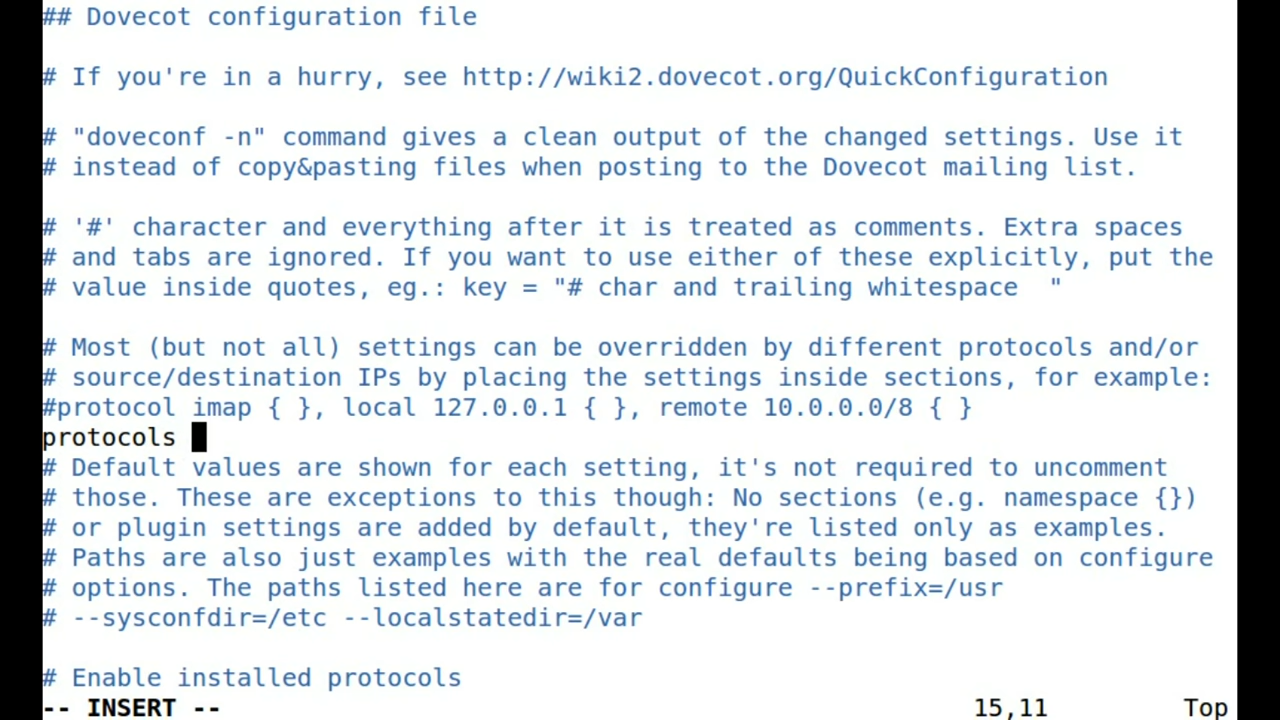 ## Dovecot configuration file
# If you're in a hurry, see http://wiki2.dovecot.org/QuickConfiguration
# "doveconf -n" command gives a clean output of the changed settings. Use it
# instead of copy&pasting files when posting to the Dovecot mailing list.
# '#' character and everything after it is treated as comments. Extra spaces
# and tabs are ignored. If you want to use either of these explicitly, put the
# value inside quotes, eg.: key = "# char and trailing whitespace  "
# Most (but not all) settings can be overridden by different protocols and/or
# source/destination IPs by placing the settings inside sections, for example:
#protocol imap { }, local 127.0.0.1 { }, remote 10.0.0.0/8 { }
protocols
# Default values are shown for each setting, it's not required to uncomment
# those. These are exceptions to this though: No sections (e.g. namespace {})
# or plugin settings are added by default, they're listed only as examples.
# Paths are also just examples with the real defaults being based on configure
# options. The paths listed here are for configure --prefix=/usr
# --sysconfdir=/etc --localstatedir=/var
# Enable installed protocols
-- INSERT -- 15,11 Top